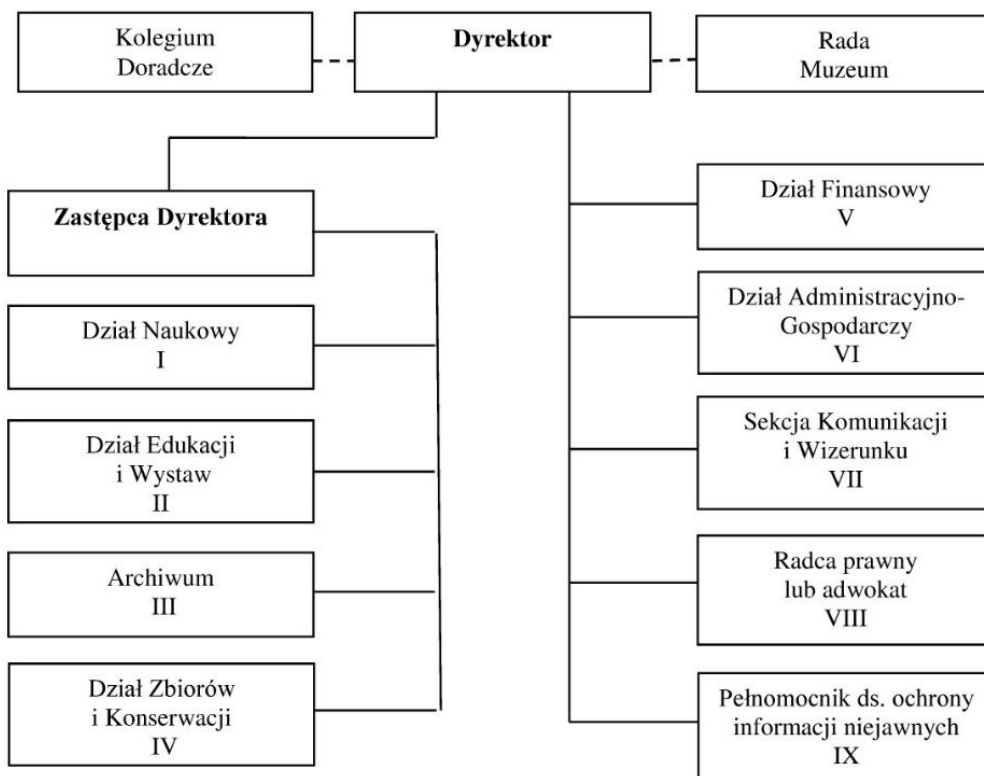 Kolegium
Doradcze
Dyrektor
Rada
Muzeum
Zastępca Dyrektora
Dział Naukowy
I
Dział Edukacji
i Wystaw
II
Archiwum
III
Dział Zbiorów
i Konserwacji
IV
Dział Finansowy
V
Dział Administracyjno-
Gospodarczy
VI
Sekcja Komunikacji
i Wizerunku
VII
Radca prawny
lub adwokat
VIII
Pełnomocnik ds. ochrony
informacji niejawnych
IX